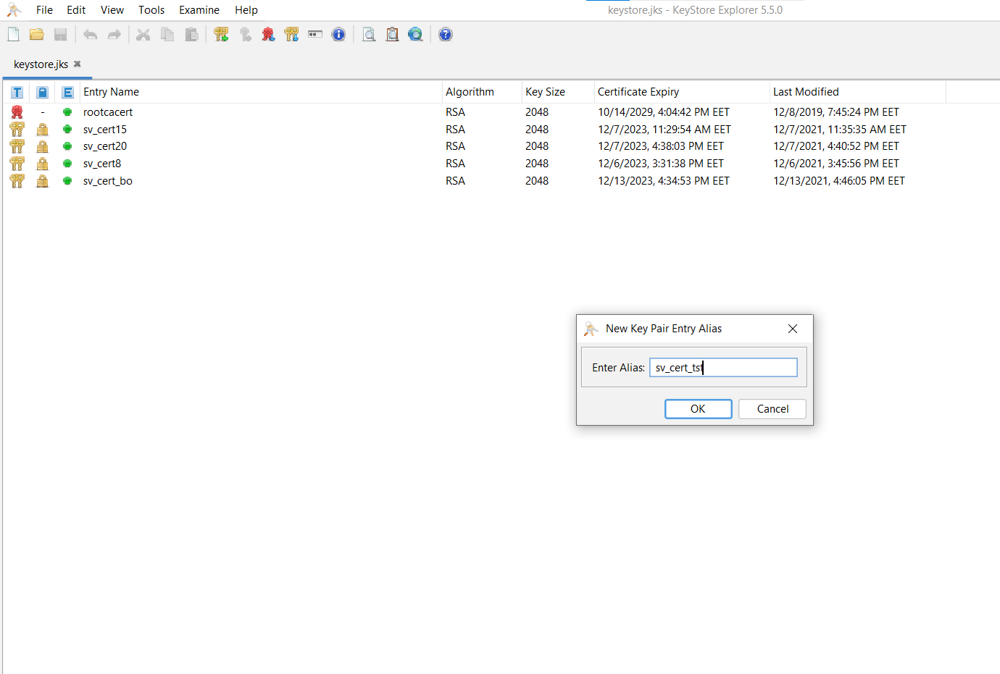 File Edit View Tools Examine Help keystore.jks - KeyStore Explorer 5.5.0
keystore.jks
T E Entry Name Algorithm Key Size Certificate Expiry Last Modified
- rootcacert RSA 2048 10/14/2029, 4:04:42 PM EET 12/8/2019, 7:45:24 PM EET
sv_cert15 RSA 2048 12/7/2023, 11:29:54 AM EET 12/7/2021, 11:35:35 AM EET
sv_cert20 RSA 2048 12/7/2023, 4:38:03 PM EET 12/7/2021, 4:40:52 PM EET
sv_cert8 RSA 2048 12/6/2023, 3:31:38 PM EET 12/6/2021, 3:45:56 PM EET
sv_cert_bo RSA 2048 12/13/2023, 4:34:53 PM EET 12/13/2021, 4:46:05 PM EET
New Key Pair Entry Alias
Enter Alias: sv_cert_tst
OK Cancel